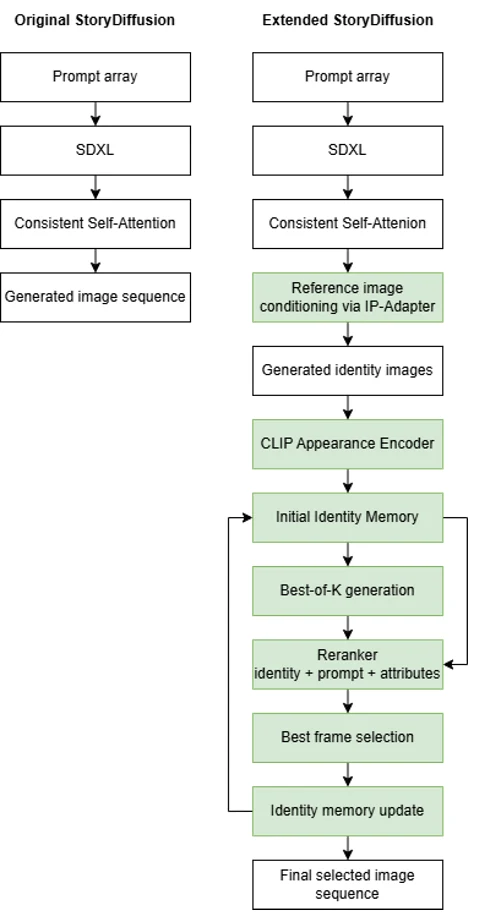 Original StoryDiffusion
Prompt array
SDXL
Consistent Self-Attention
Generated image sequence
Extended StoryDiffusion
Prompt array
SDXL
Consistent Self-Attenion
Reference image
conditioning via IP-Adapter
Generated identity images
CLIP Appearance Encoder
Initial Identity Memory
Best-of-K generation
Reranker
identity + prompt + attributes
Best frame selection
Identity memory update
Final selected image
sequence